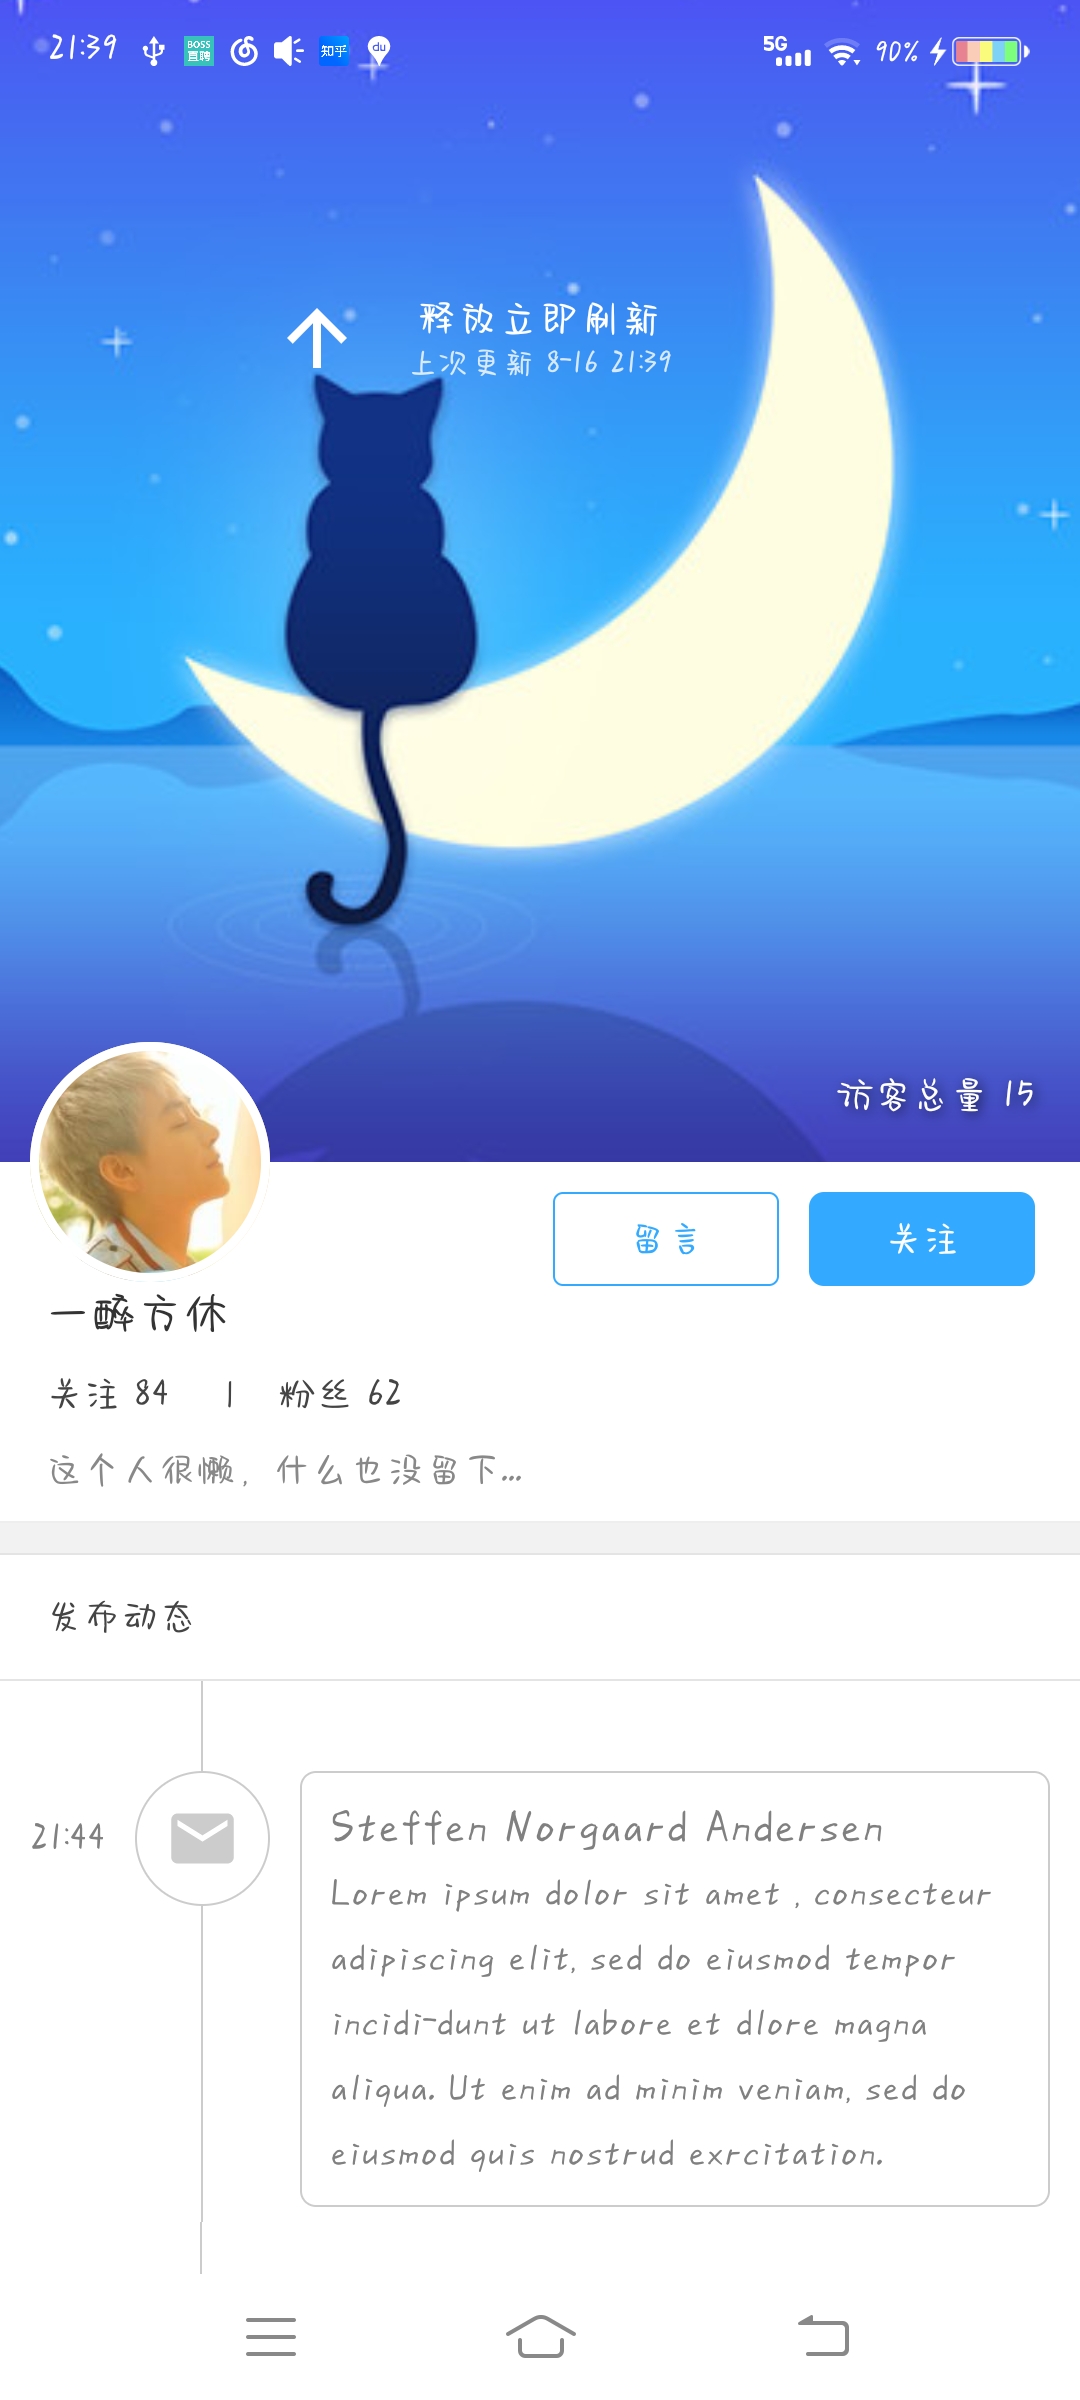 21:39 BOSS直聘 知乎 du 5G 90%
释放立即刷新
上次更新 8-16 21:39
访客总量 15
留言 关注
一醉方休
关注 84 | 粉丝 62
这个人很懒，什么也没留下...
发布动态
21:44
Steffen Norgaard Andersen
Lorem ipsum dolor sit amet , consecteur
adipiscing elit, sed do eiusmod tempor
incidi-dunt ut labore et dlore magna
aliqua. Ut enim ad minim veniam, sed do
eiusmod quis nostrud exrcitation.